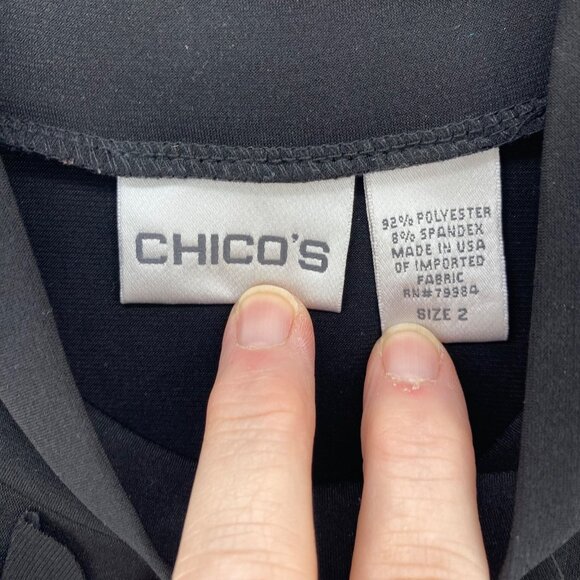 CHICO'S
92% POLYESTER
8% SPANDEX
MADE IN USA
OF IMPORTED
FABRIC
RN#79984
SIZE 2